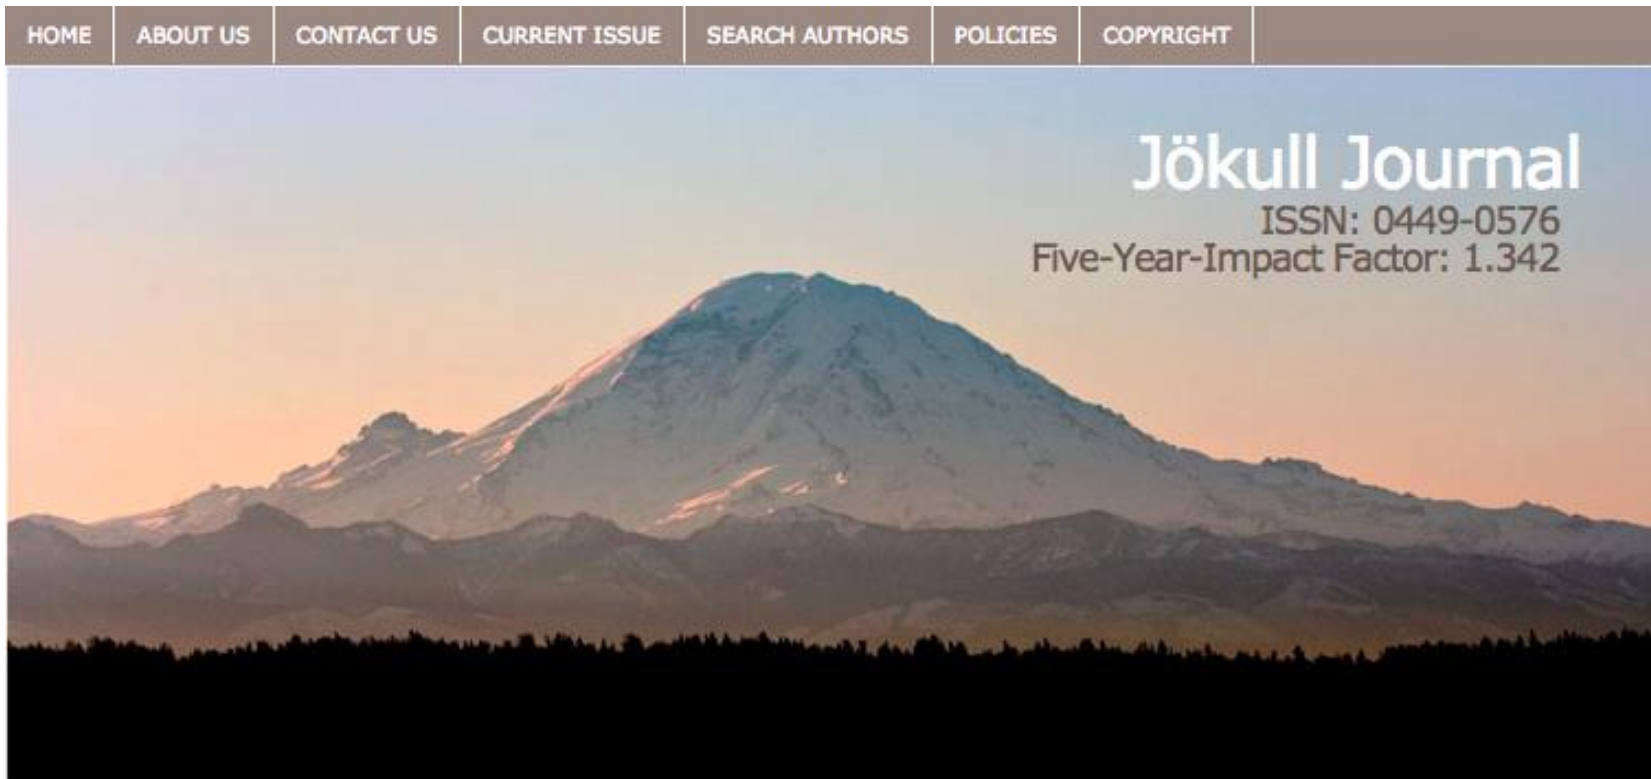 HOME
ABOUT US
CONTACT US
CURRENT ISSUE
SEARCH AUTHORS
POLICIES
COPYRIGHT
Jökull Journal
ISSN: 0449-0576
Five-Year-Impact Factor: 1.342